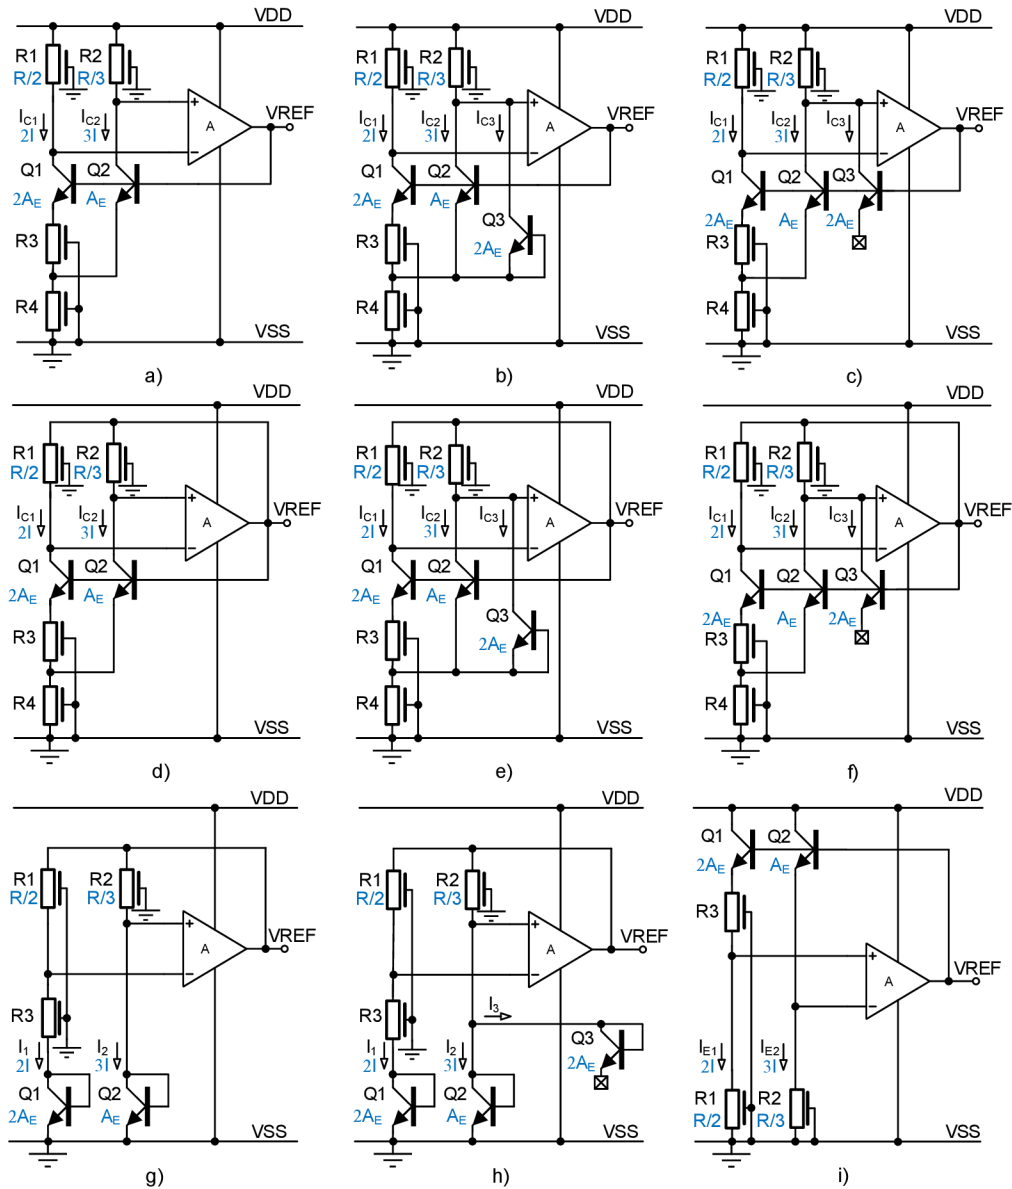 VDD VDD VDD
R1 R2 R1 R2 R1 R2
R/2 R/3 R/2 R/3 R/2 R/3
+ VREF + VREF + VREF
IC1 IC2 A IC1 IC2 IC3 A IC1 IC2 IC3 A
2I 3I 2I 3I 2I 3I
− − −
Q1 Q2 Q1 Q2 Q1 Q2 Q3
2AE AE 2AE AE 2AE AE 2AE
Q3
R3 R3 2AE R3
R4 R4 R4
VSS VSS VSS
a) b) c)
VDD VDD VDD
R1 R2 R1 R2 R1 R2
R/2 R/3 R/2 R/3 R/2 R/3
+ VREF + VREF + VREF
IC1 IC2 A IC1 IC2 IC3 A IC1 IC2 IC3 A
2I 3I 2I 3I 2I 3I
− − −
Q1 Q2 Q1 Q2 Q1 Q2 Q3
2AE AE 2AE AE 2AE AE 2AE
Q3
R3 R3 2AE R3
R4 R4 R4
VSS VSS VSS
d) e) f)
VDD VDD VDD
Q1 Q2
2AE AE
R1 R2 R1 R2
R/2 R/3 R/2 R/3
R3
+ +
A VREF A VREF
− −
+
A VREF
−
R3 R3 I3
Q3
2AE
I1 I2 I1 I2 IE1 IE2
2I 3I 2I 3I 2I 3I
Q1 Q2 Q1 Q2 R1 R2
2AE AE 2AE AE R/2 R/3
VSS VSS VSS
g) h) i)